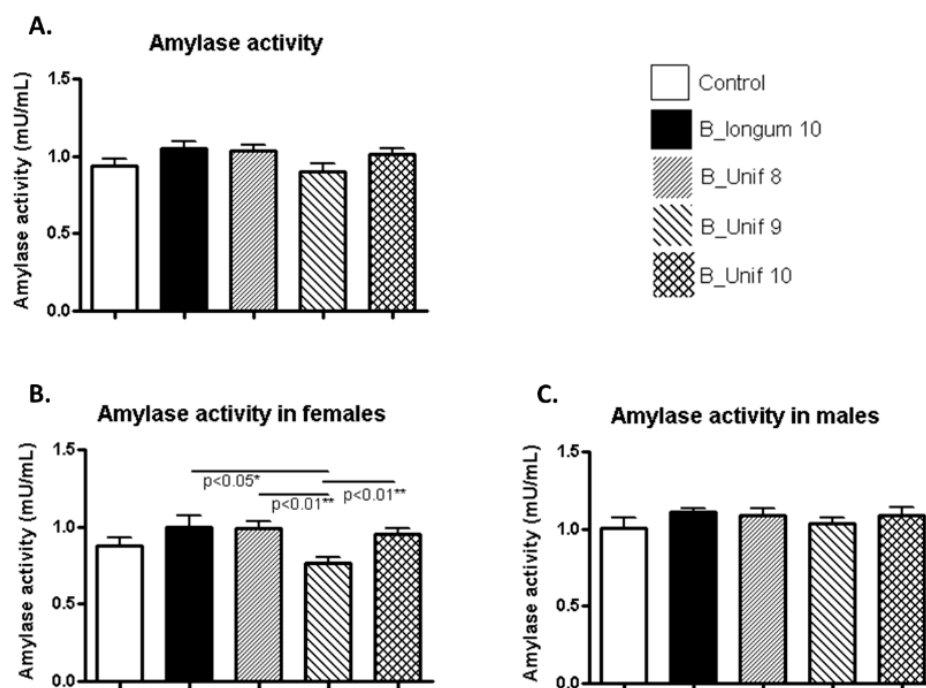 A.
Amylase activity
Amylase activity (mU/mL)
1.5
1.0
0.5
0.0
Control
B_longum 10
B_Unif 8
B_Unif 9
B_Unif 10
B.
Amylase activity in females
Amylase activity (mU/mL)
1.5
1.0
0.5
0.0
p<0.05*
p<0.01**
p<0.01**
C.
Amylase activity in males
Amylase activity (mU/mL)
1.5
1.0
0.5
0.0